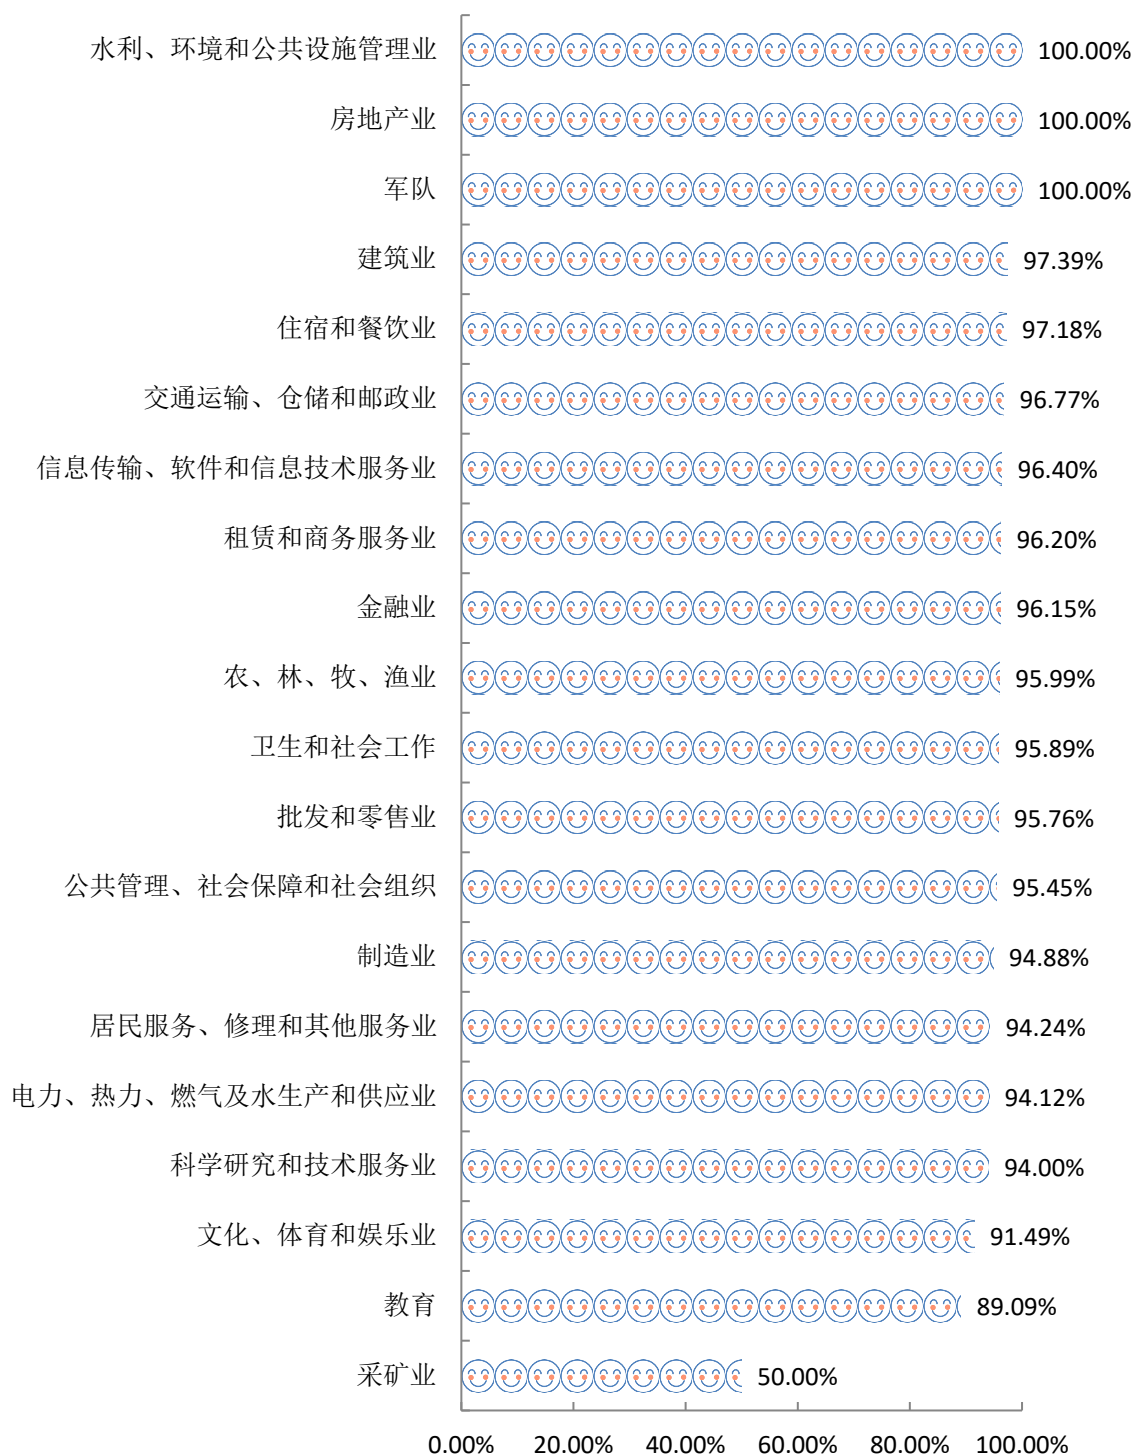 水利、环境和公共设施管理业 100.00%
房地产业 100.00%
军队 100.00%
建筑业 97.39%
住宿和餐饮业 97.18%
交通运输、仓储和邮政业 96.77%
信息传输、软件和信息技术服务业 96.40%
租赁和商务服务业 96.20%
金融业 96.15%
农、林、牧、渔业 95.99%
卫生和社会工作 95.89%
批发和零售业 95.76%
公共管理、社会保障和社会组织 95.45%
制造业 94.88%
居民服务、修理和其他服务业 94.24%
电力、热力、燃气及水生产和供应业 94.12%
科学研究和技术服务业 94.00%
文化、体育和娱乐业 91.49%
教育 89.09%
采矿业 50.00%
0.00% 20.00% 40.00% 60.00% 80.00% 100.00%